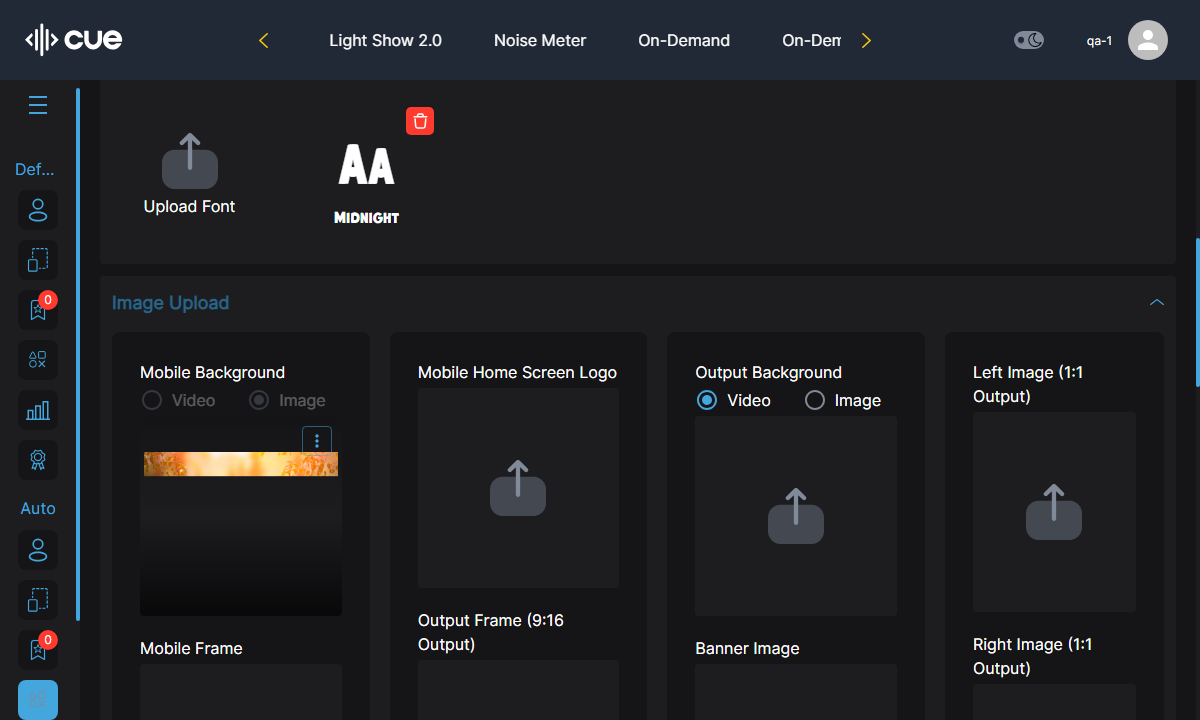 cue
Light Show 2.0
Noise Meter
On-Demand
On-Dem
qa-1
Def...
0
Auto
0
Upload Font
AA
MIDNIGHT
Image Upload
Mobile Background
Video
Image
Mobile Frame
Mobile Home Screen Logo
Output Frame (9:16
Output)
Output Background
Video
Image
Banner Image
Left Image (1:1
Output)
Right Image (1:1
Output)